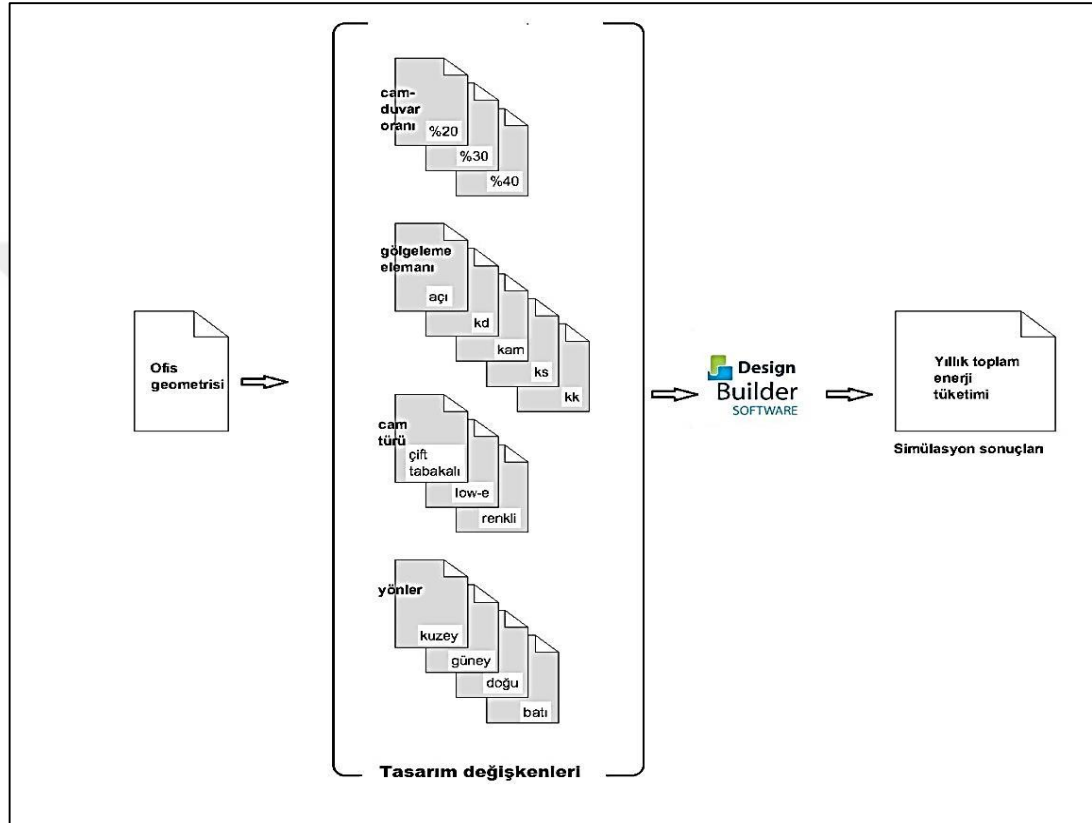 Ofis
geometrisi
cam-
duvar
oranı
%20
%30
%40
gölgeleme
elemanı
açı
kd
kam
ks
kk
cam
türü
çift
tabakalı
low-e
renkli
yönler
kuzey
güney
doğu
batı
Tasarım değişkenleri
Design
Builder
SOFTWARE
Yıllık toplam
enerji
tüketimi
Simülasyon sonuçları